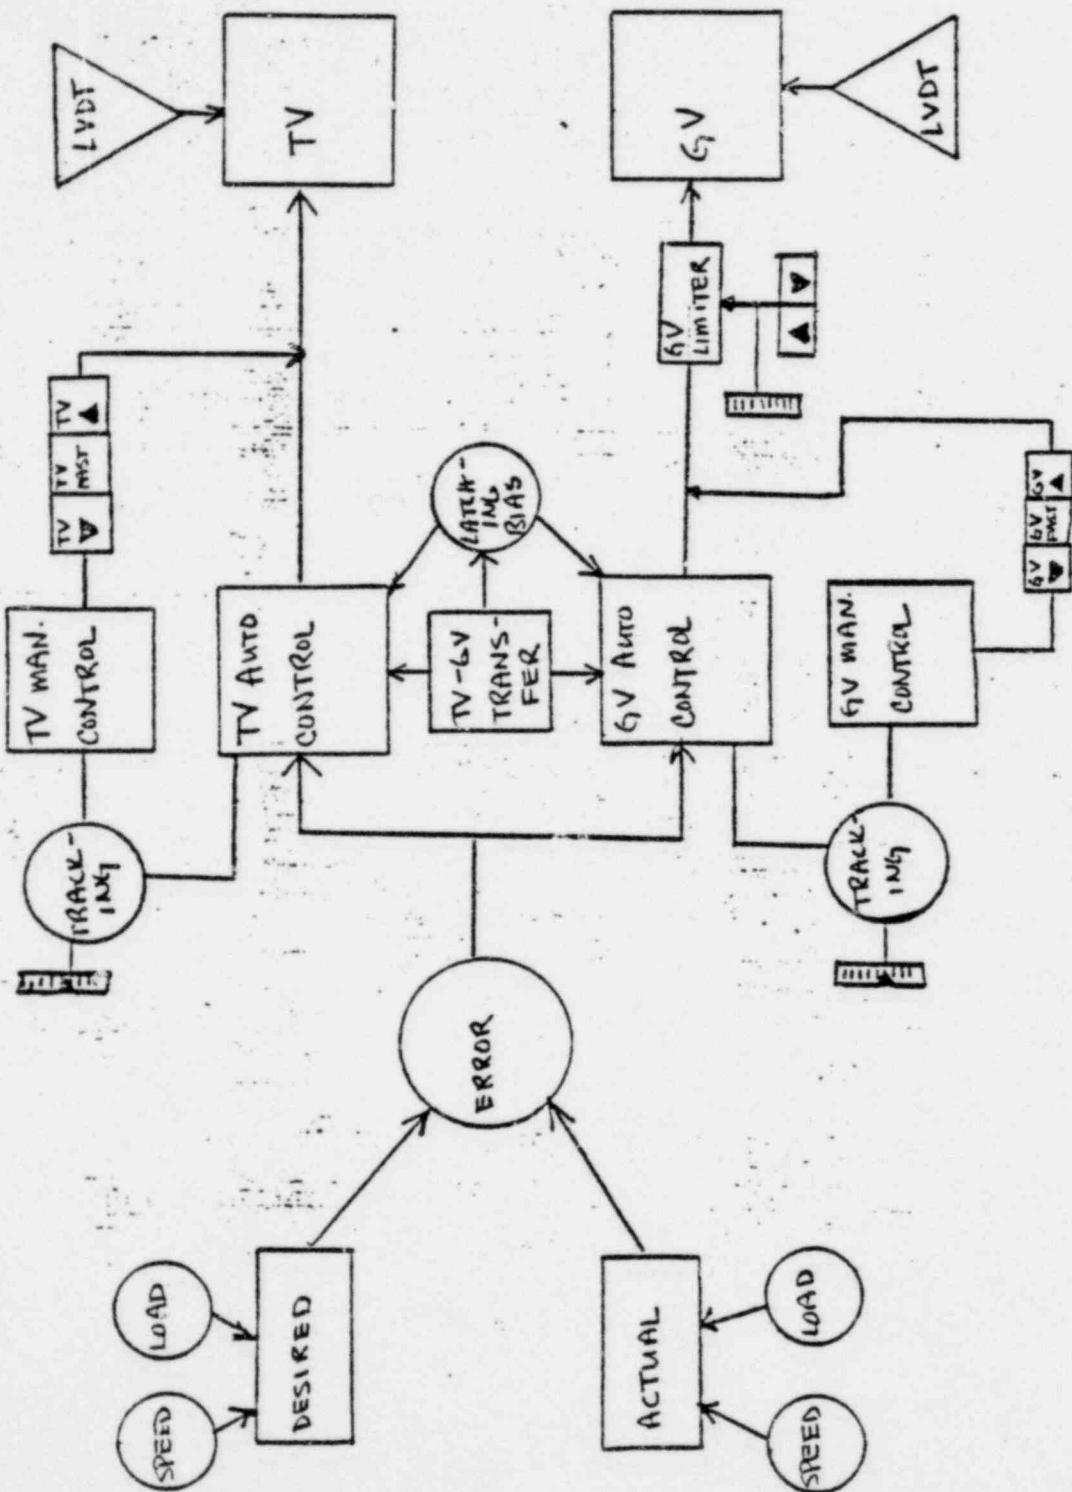 TRACK-
ING
TV MAN.
CONTROL
TV
▼
TV
FAST
TV
▲
LVDT
SPEED
LOAD
DESIRED
TV AUTO
CONTROL
TV
ERROR
TV-GV
TRANS-
FER
LATCH-
ING
BIAS
ACTUAL
SPEED
LOAD
GV AUTO
CONTROL
GV
LIMITER
▲ ▼
GV
TRACK-
ING
GV MAN.
CONTROL
GV
▼
GV
FAST
GV
▲
LVDT